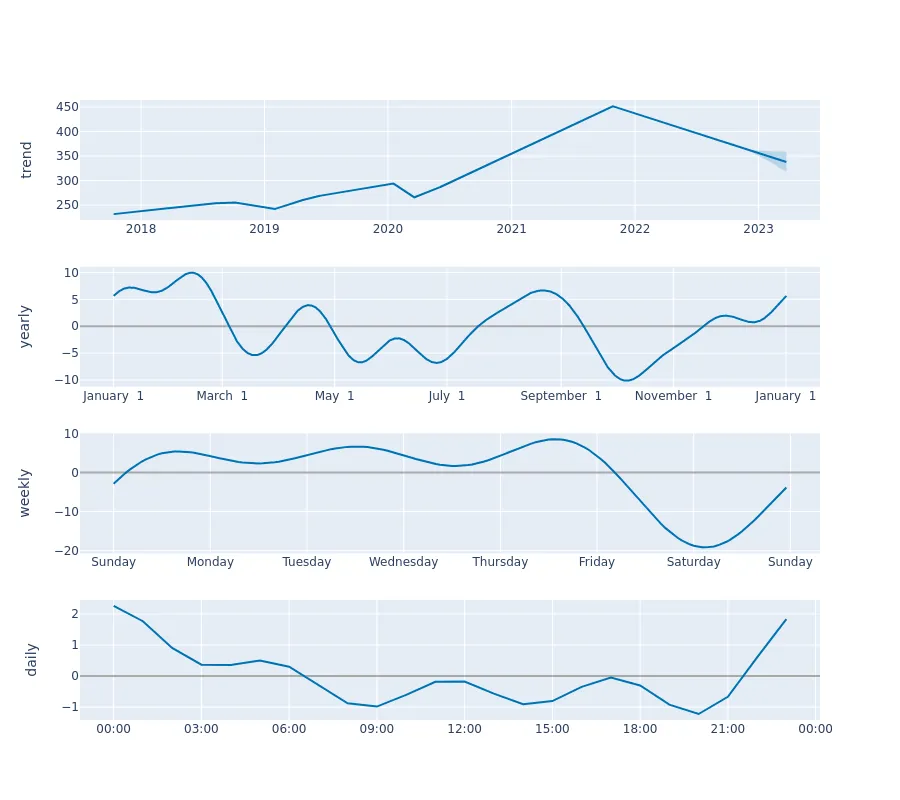 trend
450
400
350
300
250
2018 2019 2020 2021 2022 2023
yearly
10
5
0
−5
−10
January 1 March 1 May 1 July 1 September 1 November 1 January 1
weekly
10
0
−10
−20
Sunday Monday Tuesday Wednesday Thursday Friday Saturday Sunday
daily
2
1
0
−1
00:00 03:00 06:00 09:00 12:00 15:00 18:00 21:00 00:00